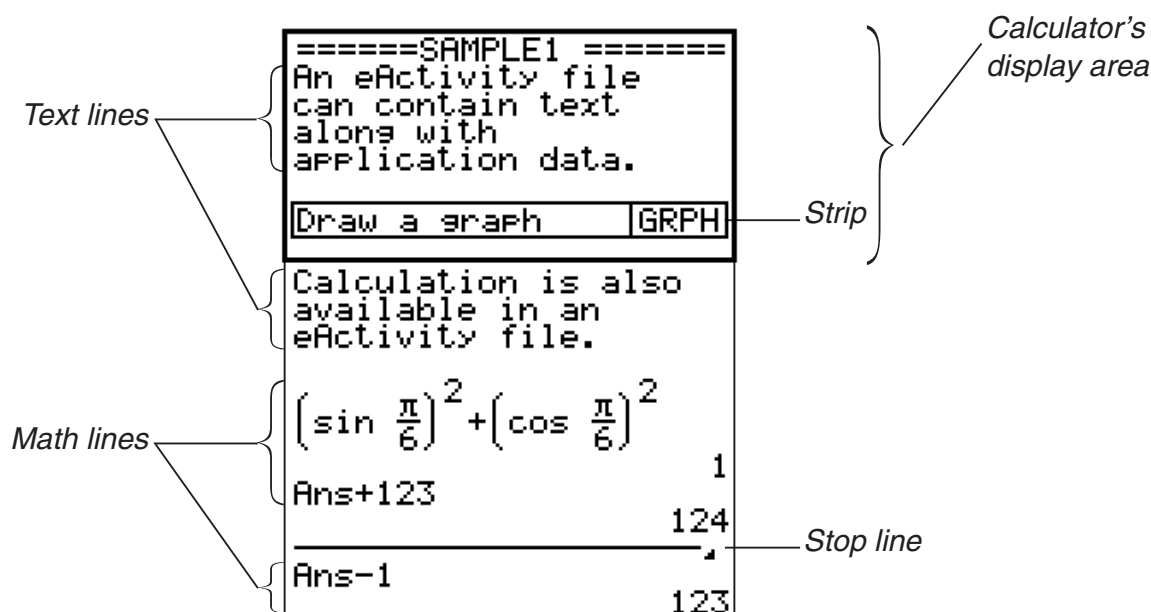 Calculator's
display area
======SAMPLE1 =======
An eActivity file
can contain text
along with
application data.
Text lines
Draw a graph GRPH
Strip
Calculation is also
available in an
eActivity file.
(sin π/6)²+(cos π/6)²
1
Math lines
Ans+123
124
Stop line
Ans−1
123